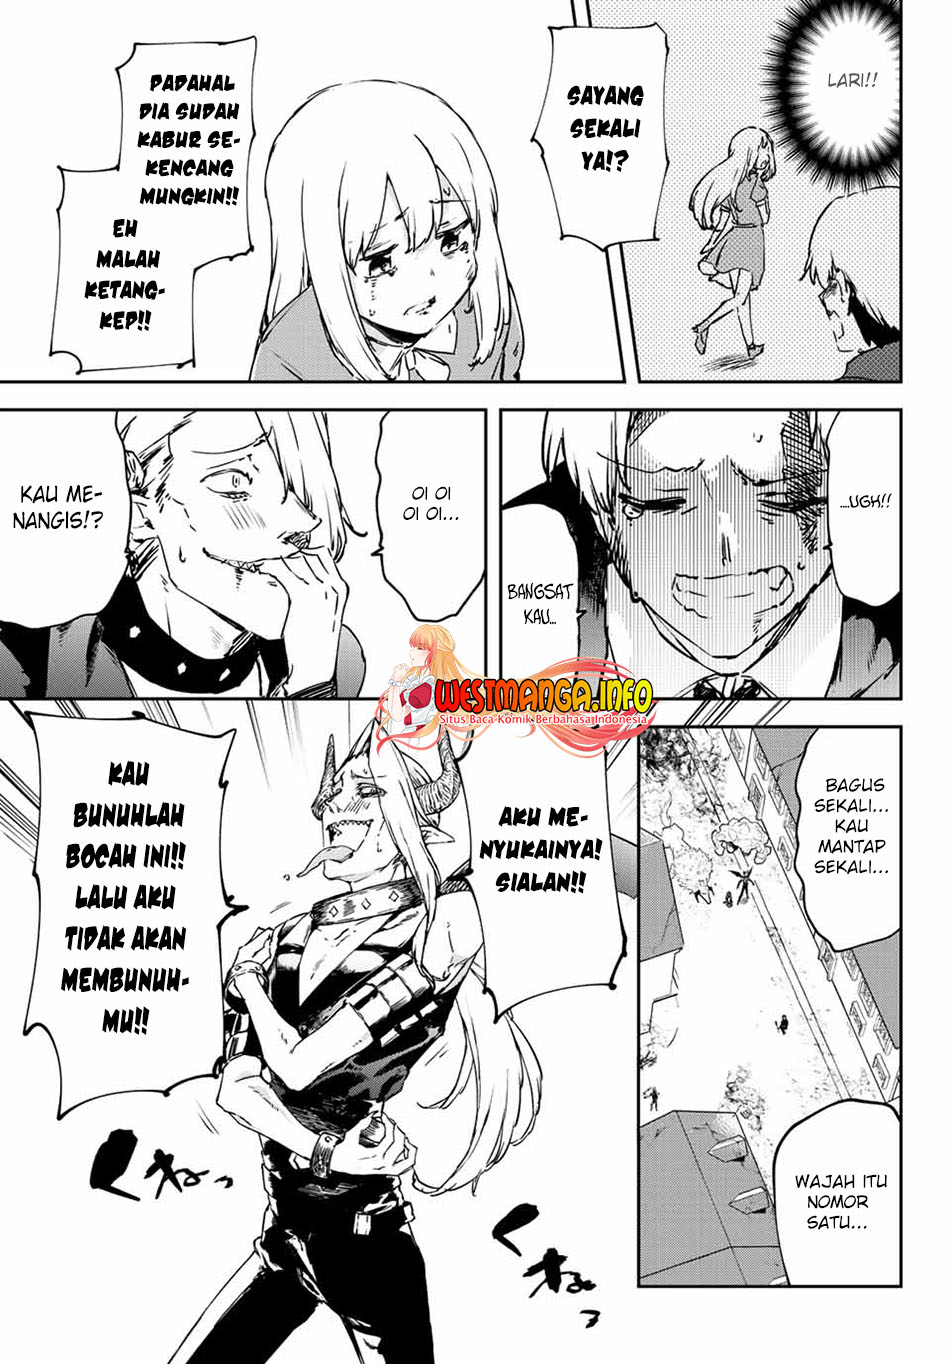 LARI!!
SAYANG
SEKALI
YA!?
PADAHAL
DIA SUDAH
KABUR SE-
KENCANG
MUNGKIN!!
EH
MALAH
KETANG-
KEP!!
....UGH!!
BANGSAT
KAU...
OI OI
OI OI...
KAU ME-
NANGIS!?
WESTMANGA.INFO
Situs Baca Komik Berbahasa Indonesia
BAGUS
SEKALI...
KAU
MANTAP
SEKALI...
WAJAH ITU
NOMOR
SATU...
AKU ME-
NYUKAINYA!
SIALAN!!
KAU
BUNUHLAH
BOCAH INI!!
LALU AKU
TIDAK AKAN
MEMBUNUH-
MU!!
くねっ
くねっ